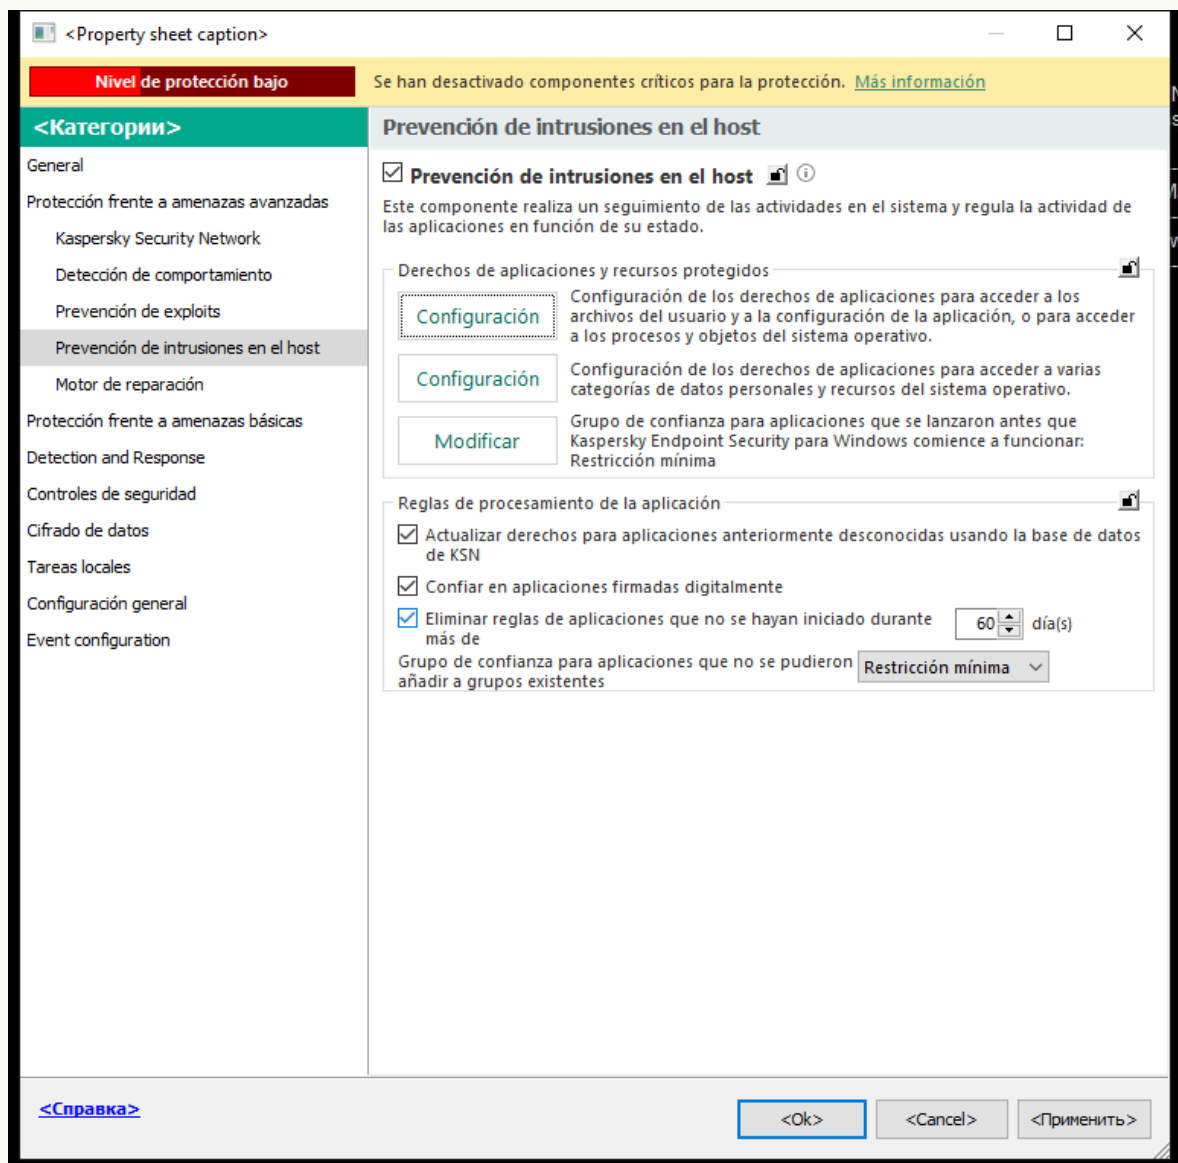 <Property sheet caption>
Nivel de protección bajo
Se han desactivado componentes críticos para la protección. Más información
<Категории>
General
Protección frente a amenazas avanzadas
Kaspersky Security Network
Detección de comportamiento
Prevención de exploits
Prevención de intrusiones en el host
Motor de reparación
Protección frente a amenazas básicas
Detection and Response
Controles de seguridad
Cifrado de datos
Tareas locales
Configuración general
Event configuration
Prevención de intrusiones en el host
Prevención de intrusiones en el host
Este componente realiza un seguimiento de las actividades en el sistema y regula la actividad de
las aplicaciones en función de su estado.
Derechos de aplicaciones y recursos protegidos
Configuración
Configuración de los derechos de aplicaciones para acceder a los
archivos del usuario y a la configuración de la aplicación, o para acceder
a los procesos y objetos del sistema operativo.
Configuración
Configuración de los derechos de aplicaciones para acceder a varias
categorías de datos personales y recursos del sistema operativo.
Modificar
Grupo de confianza para aplicaciones que se lanzaron antes que
Kaspersky Endpoint Security para Windows comience a funcionar:
Restricción mínima
Reglas de procesamiento de la aplicación
Actualizar derechos para aplicaciones anteriormente desconocidas usando la base de datos
de KSN
Confiar en aplicaciones firmadas digitalmente
Eliminar reglas de aplicaciones que no se hayan iniciado durante
más de
60 día(s)
Grupo de confianza para aplicaciones que no se pudieron
añadir a grupos existentes
Restricción mínima
<Справка>
<Ok>
<Cancel>
<Применить>